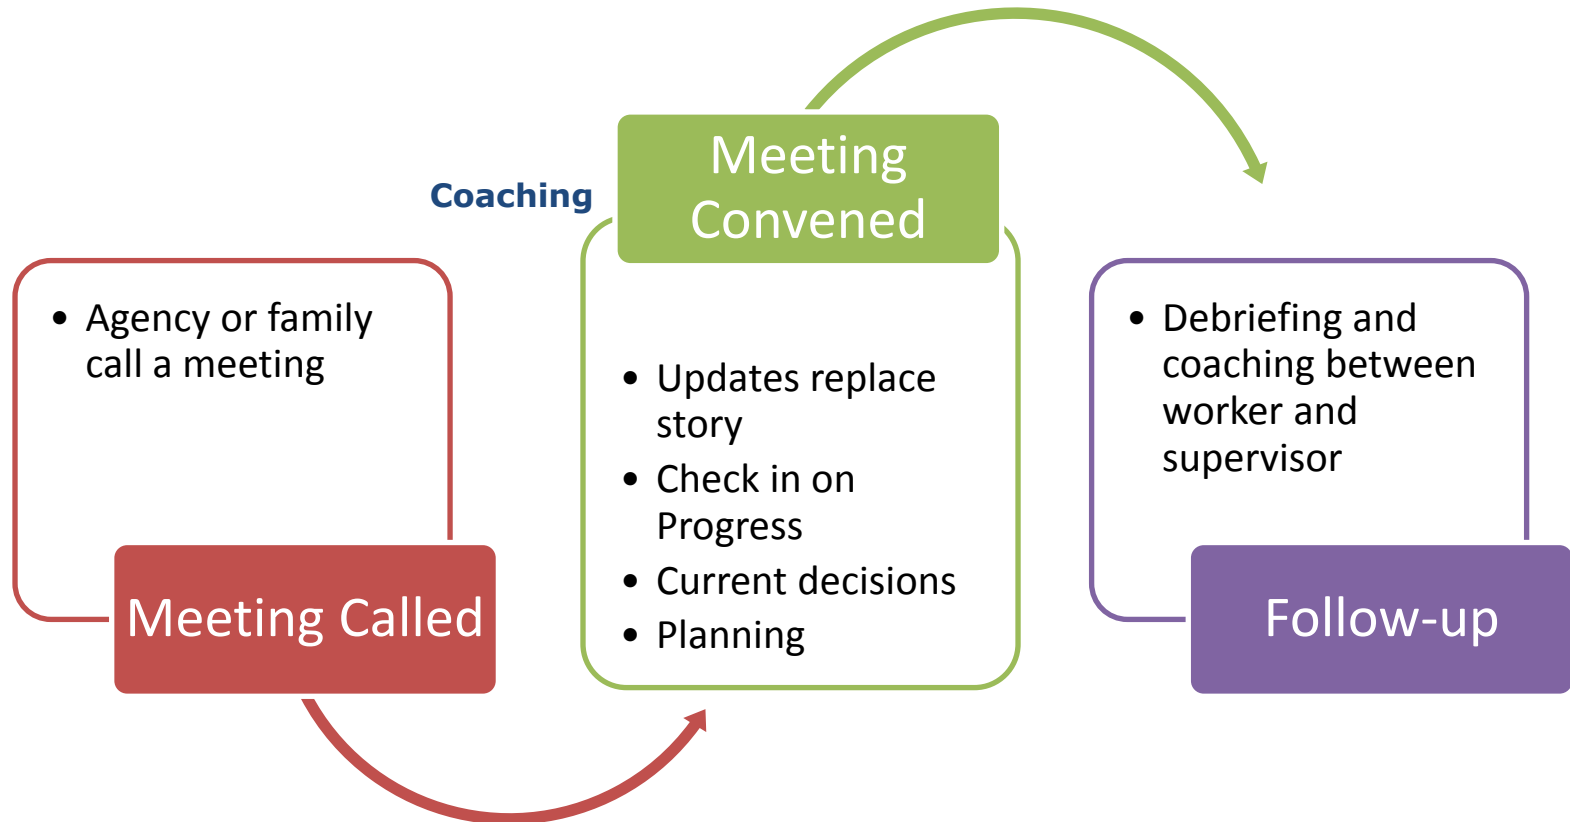 • Agency or family
call a meeting
Meeting Called
Coaching
Meeting
Convened
• Updates replace
story
• Check in on
Progress
• Current decisions
• Planning
• Debriefing and
coaching between
worker and
supervisor
Follow-up